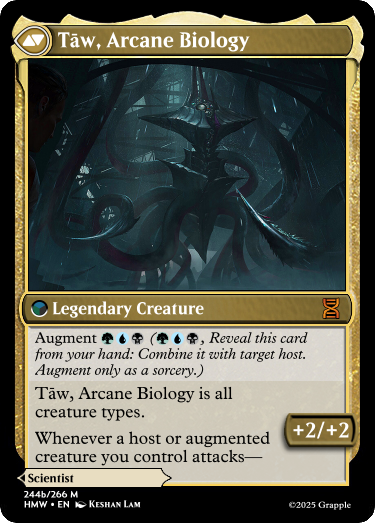 Tāw, Arcane Biology
Legendary Creature
Augment (, Reveal this card
from your hand: Combine it with target host.
Augment only as a sorcery.)
Tāw, Arcane Biology is all
creature types.
Whenever a host or augmented
creature you control attacks—
+2/+2
Scientist
244b/266 M
HMW • EN Keshan Lam
©2025 Grapple